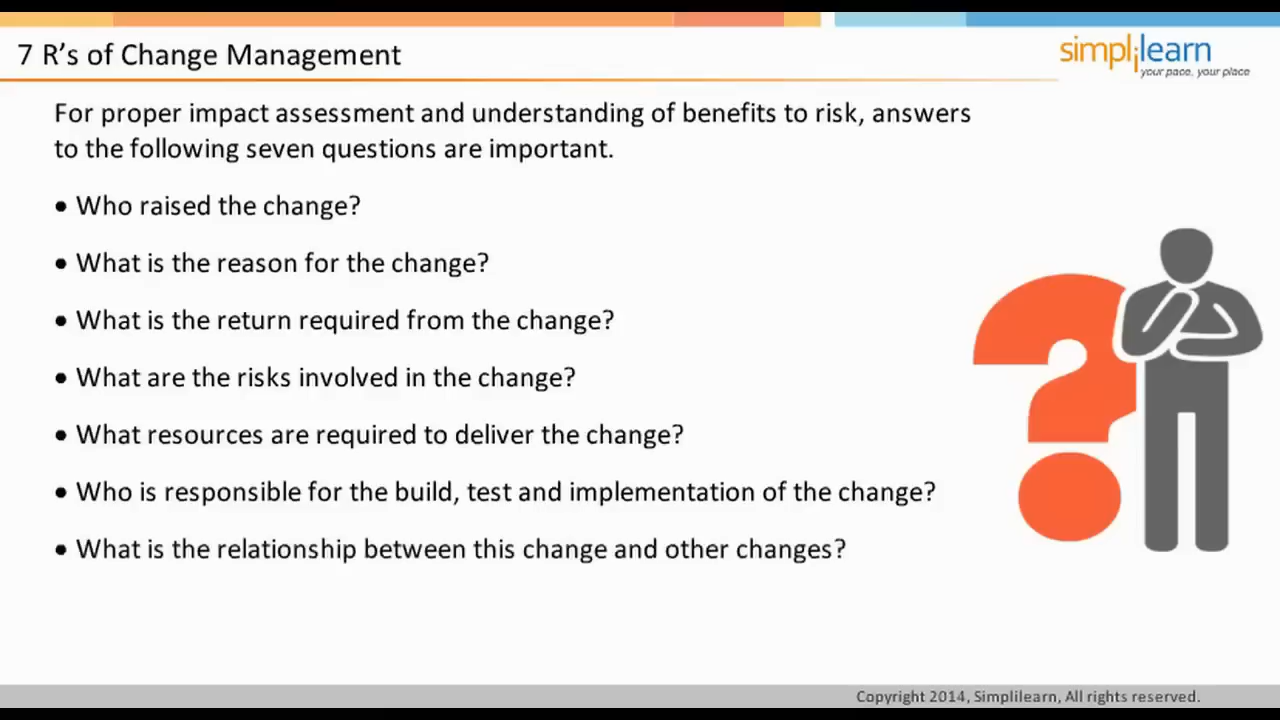 7 R’s of Change Management
simplilearn
your pace, your place
For proper impact assessment and understanding of benefits to risk, answers
to the following seven questions are important.
• Who raised the change?
• What is the reason for the change?
• What is the return required from the change?
• What are the risks involved in the change?
• What resources are required to deliver the change?
• Who is responsible for the build, test and implementation of the change?
• What is the relationship between this change and other changes?
Copyright 2014, Simplilearn, All rights reserved.